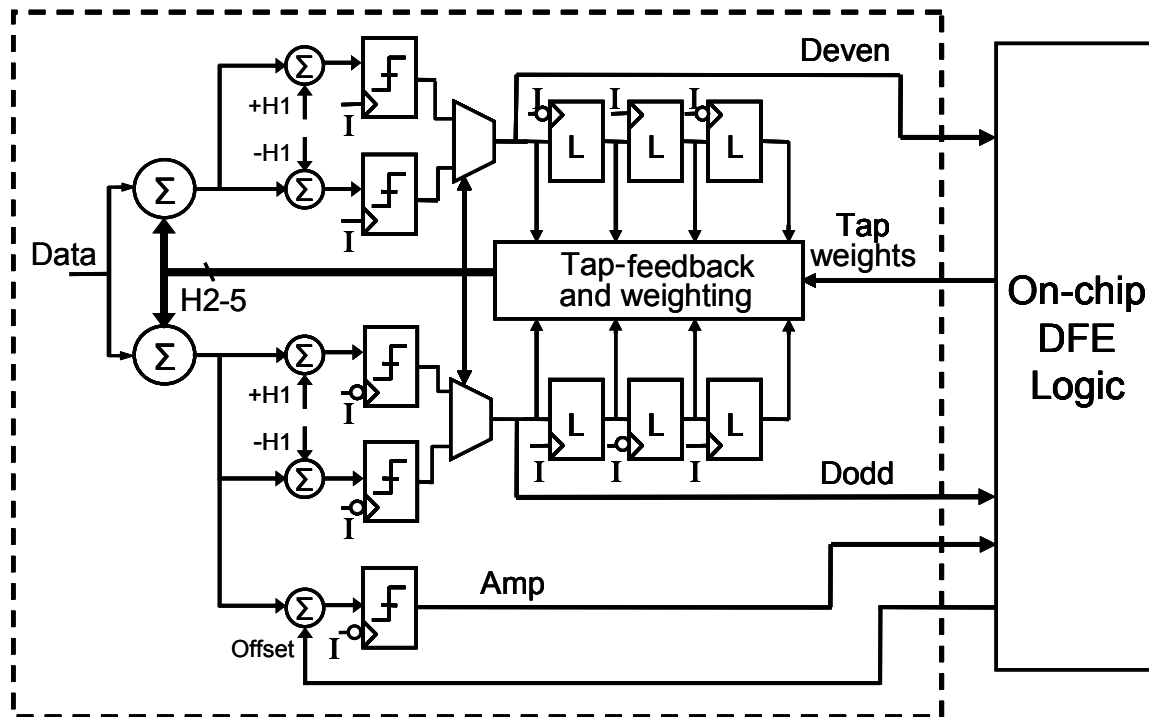 Deven
Σ
+H1
I
I
I
I
L
L
L
-H1
Σ
Σ
I
Data
H2-5
Tap-feedback
and weighting
Tap
weights
On-chip
DFE
Logic
Σ
Σ
+H1
I
-H1
L
L
L
I
I
I
Σ
I
Dodd
Amp
Σ
Offset
I